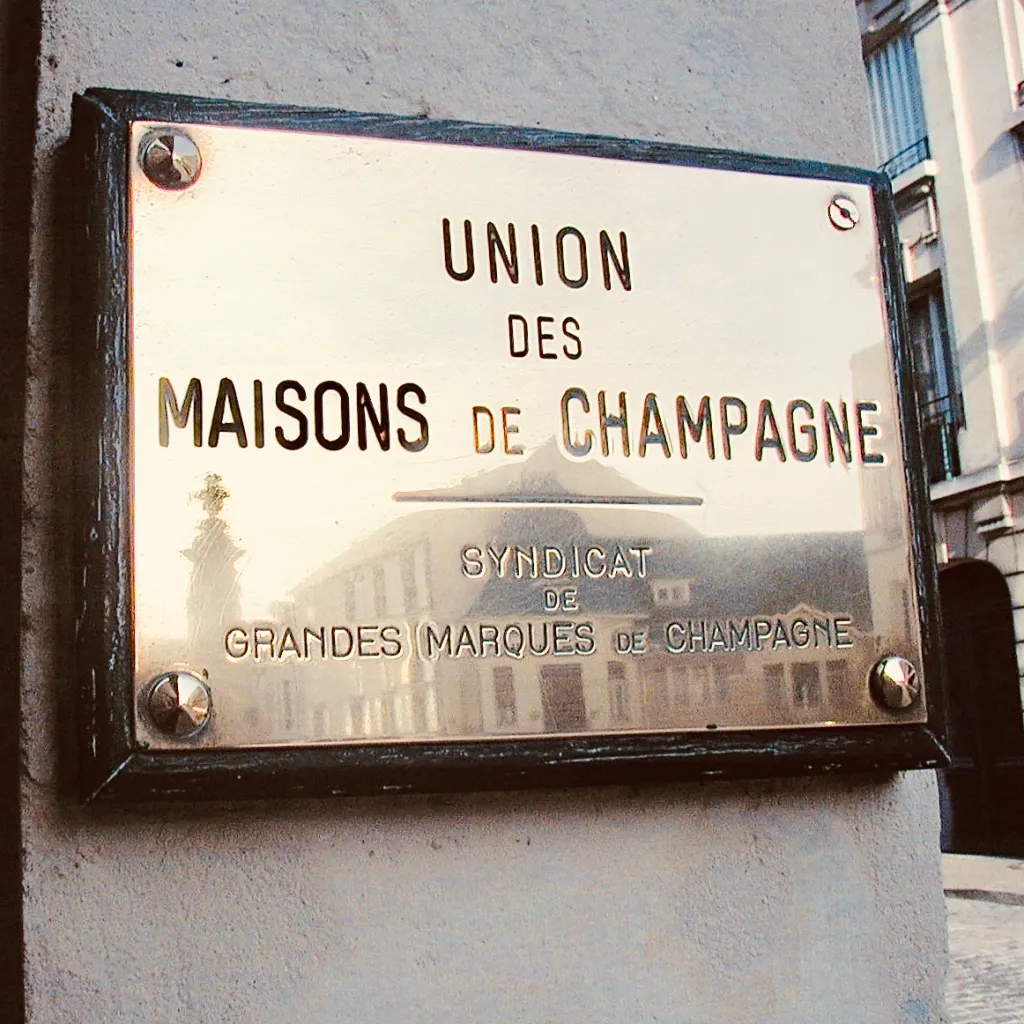 UNION
DES
MAISONS DE CHAMPAGNE
SYNDICAT
DE
GRANDES MARQUES DE CHAMPAGNE